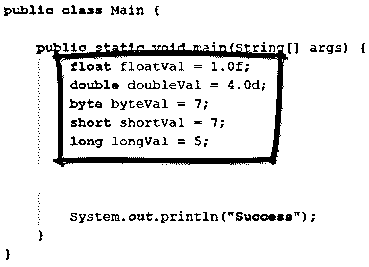 public class Main {
public static void main(String[] args) {
float floatVal = 1.0f;
double doubleVal = 4.0d;
byte byteVal = 7;
short shortVal = 7;
long longVal = 5;
System.out.println("Success");
}
}